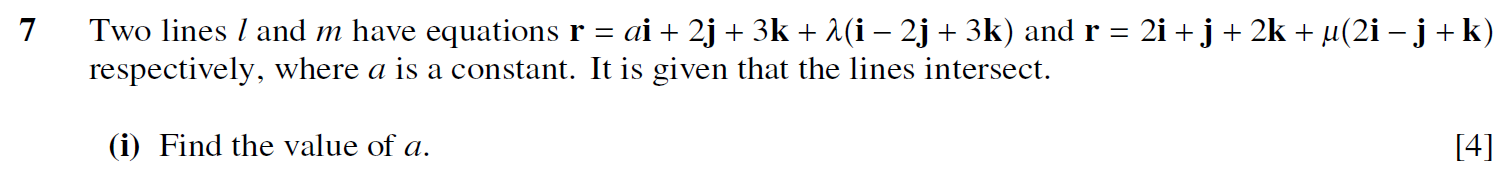 7 Two lines l and m have equations r = ai + 2j + 3k + λ(i − 2j + 3k) and r = 2i + j + 2k + μ(2i − j + k)
respectively, where a is a constant. It is given that the lines intersect.
(i) Find the value of a. [4]